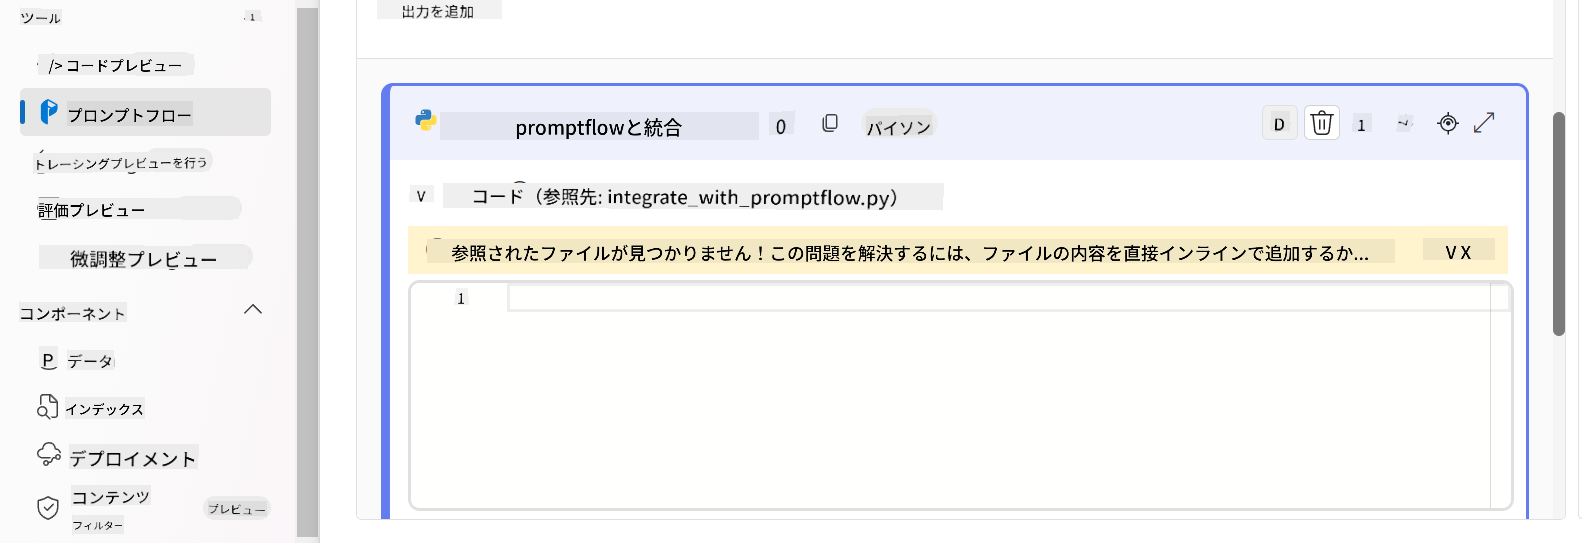 ツール
1
/> コードプレビュー
プロンプトフロー
トレーシングプレビューを行う
評価プレビュー
微調整プレビュー
コンポーネント
P データ
インデックス
デプロイメント
コンテンツ
フィルター
プレビュー
出力を追加
promptflowと統合 0 パイソン D 1
V コード（参照先: integrate_with_promptflow.py）
参照されたファイルが見つかりません！この問題を解決するには、ファイルの内容を直接インラインで追加するか... V X
1